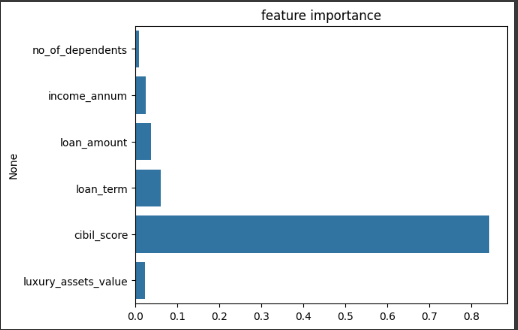 feature importance
no_of_dependents
income_annum
loan_amount
loan_term
cibil_score
luxury_assets_value
None
0.0 0.1 0.2 0.3 0.4 0.5 0.6 0.7 0.8